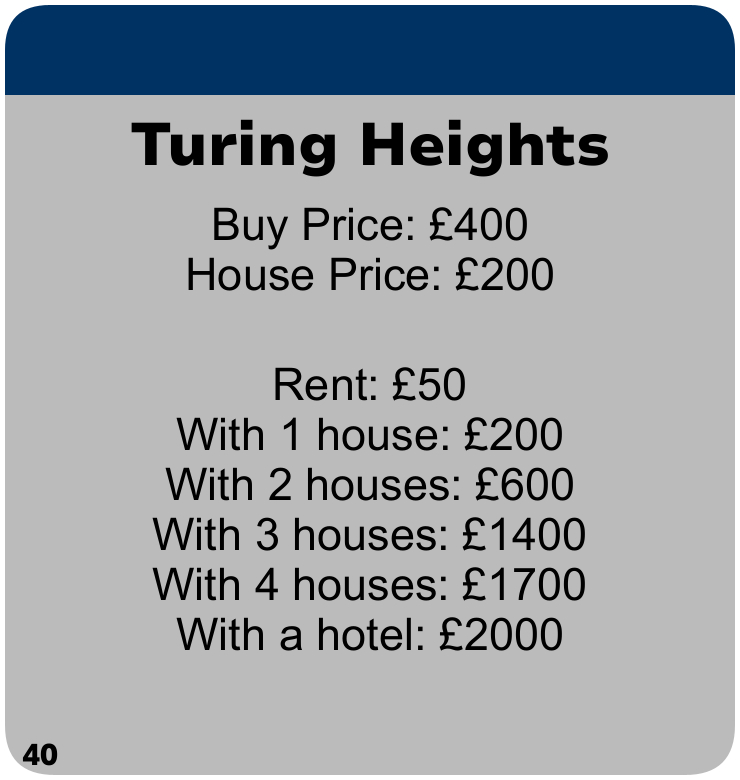 Turing Heights
Buy Price: £400
House Price: £200
Rent: £50
With 1 house: £200
With 2 houses: £600
With 3 houses: £1400
With 4 houses: £1700
With a hotel: £2000
40